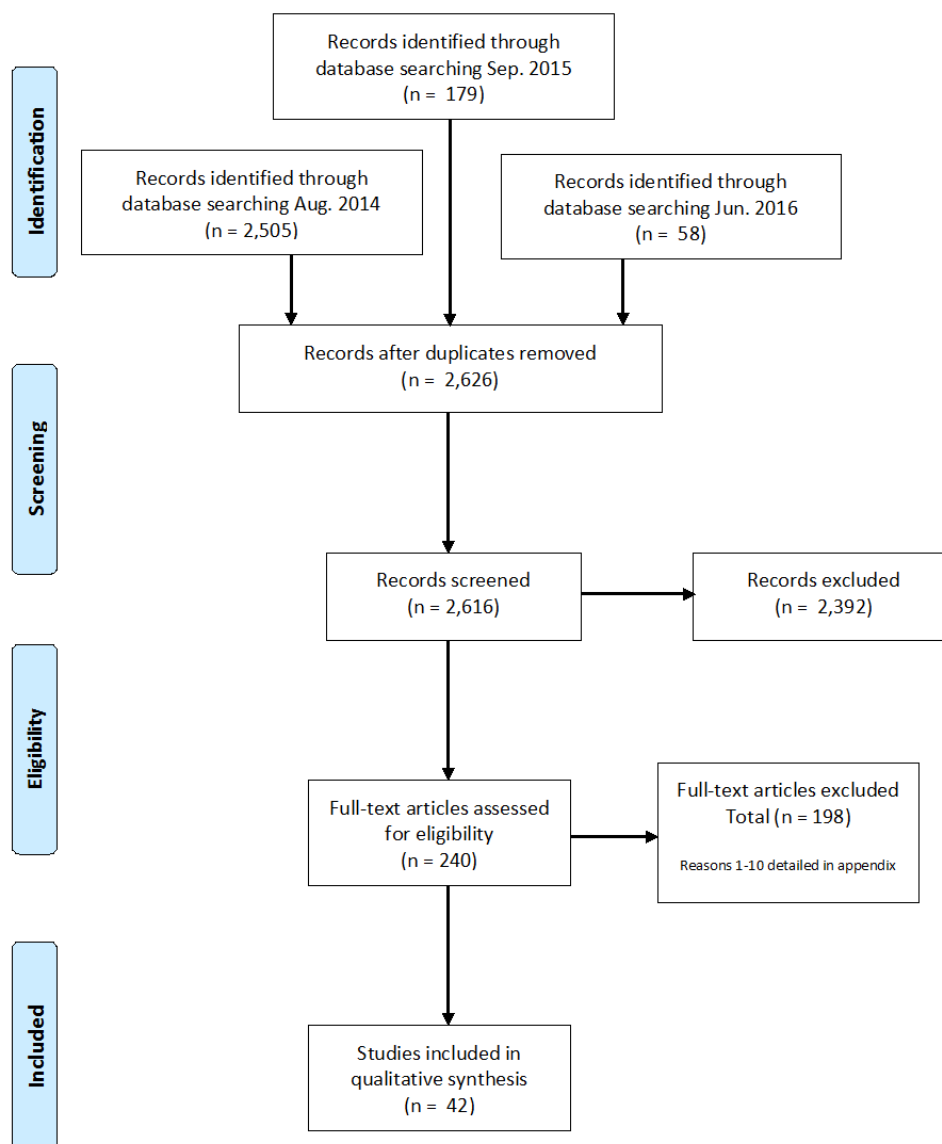 Identification
Records identified through
database searching Sep. 2015
(n = 179)
Records identified through
database searching Aug. 2014
(n = 2,505)
Records identified through
database searching Jun. 2016
(n = 58)
Records after duplicates removed
(n = 2,626)
Screening
Records screened
(n = 2,616)
Records excluded
(n = 2,392)
Eligibility
Full-text articles assessed
for eligibility
(n = 240)
Full-text articles excluded
Total (n = 198)
Reasons 1-10 detailed in appendix
Included
Studies included in
qualitative synthesis
(n = 42)